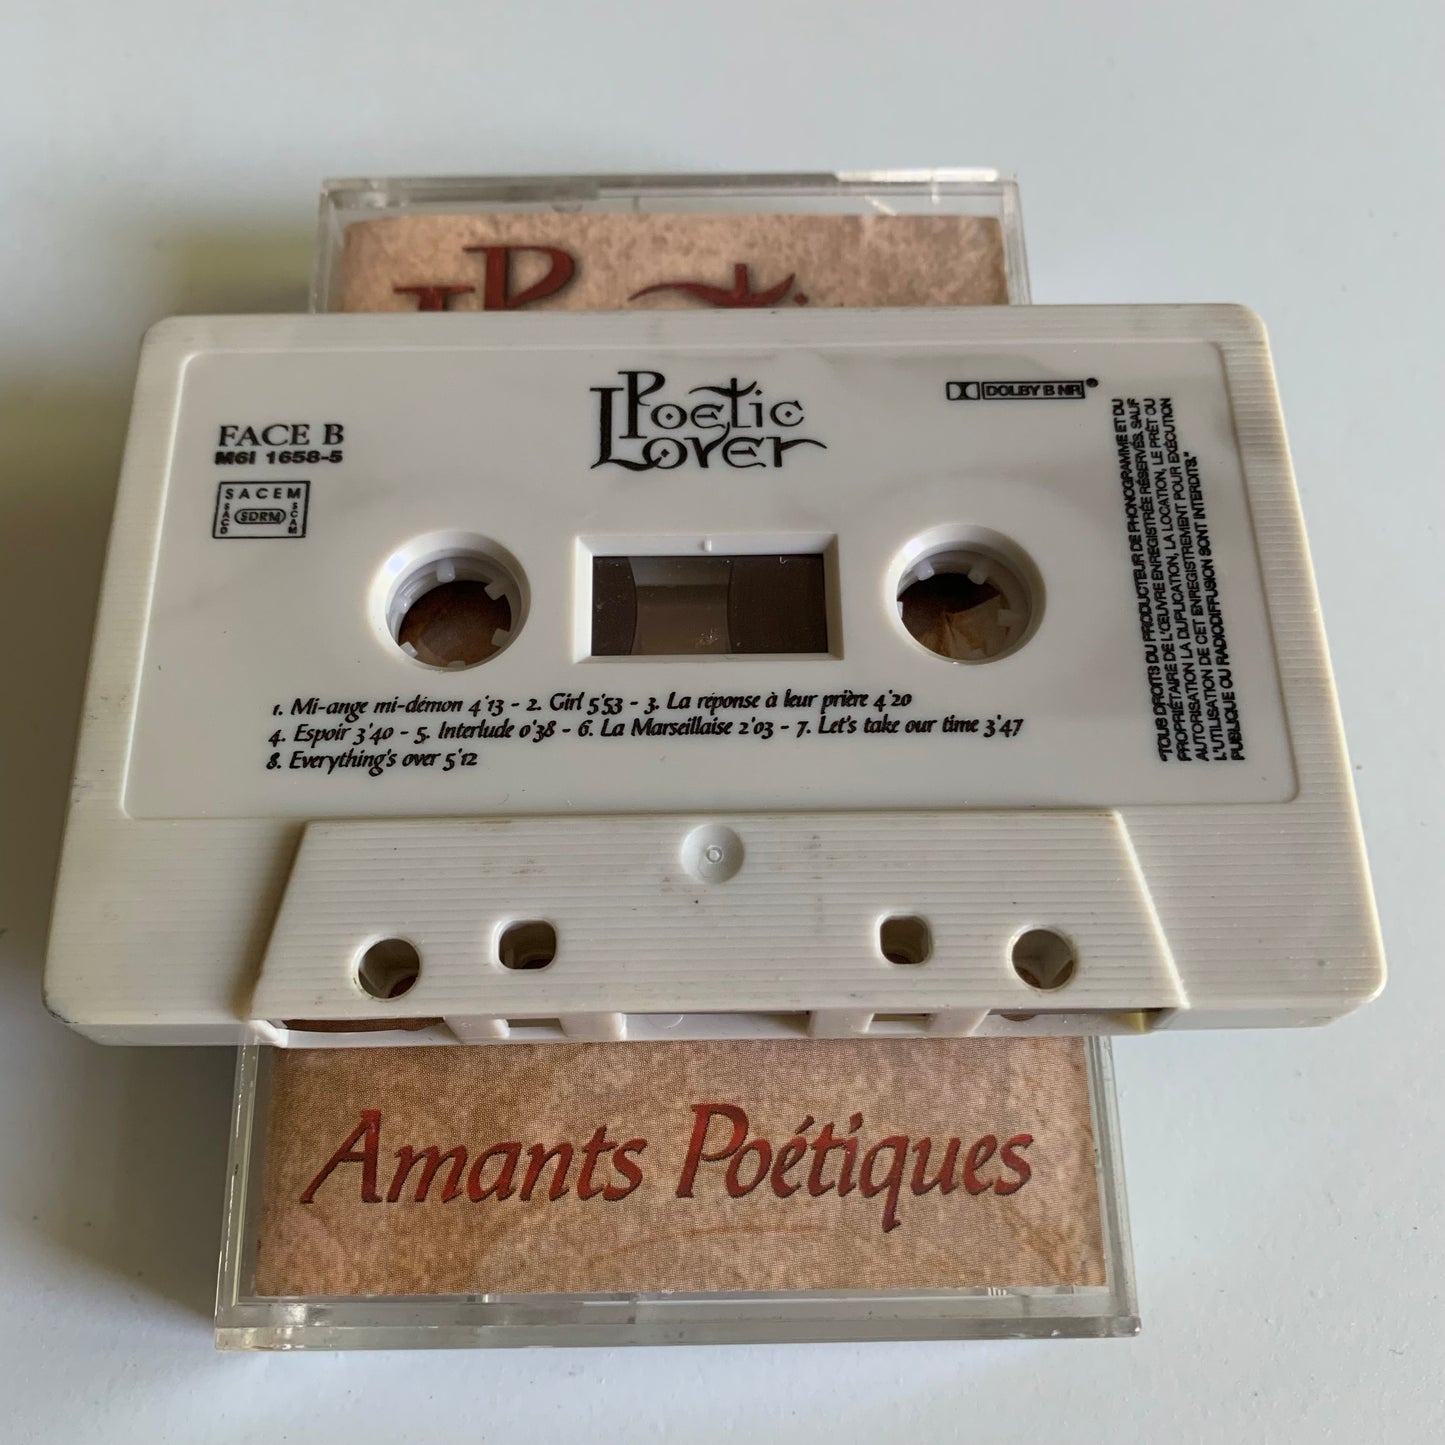 Poetic
Lover
FACE B
M6I 1658-5
SACEM
SACD
SDRM
SCAM
DOLBY B NR
"TOUS DROITS DU PRODUCTEUR DE PHONOGRAMME ET DU
PROPRIÉTAIRE DE L'ŒUVRE ENREGISTRÉE RÉSERVÉS. SAUF
AUTORISATION LA DUPLICATION, LA LOCATION, LE PRÊT OU
L'UTILISATION DE CET ENREGISTREMENT POUR EXÉCUTION
PUBLIQUE OU RADIODIFFUSION SONT INTERDITS."
1. Mi-ange mi-démon 4'13 - 2. Girl 5'53 - 3. La réponse à leur prière 4'20
4. Espoir 3'40 - 5. Interlude 0'38 - 6. La Marseillaise 2'03 - 7. Let's take our time 3'47
8. Everything's over 5'12
Amants Poétiques